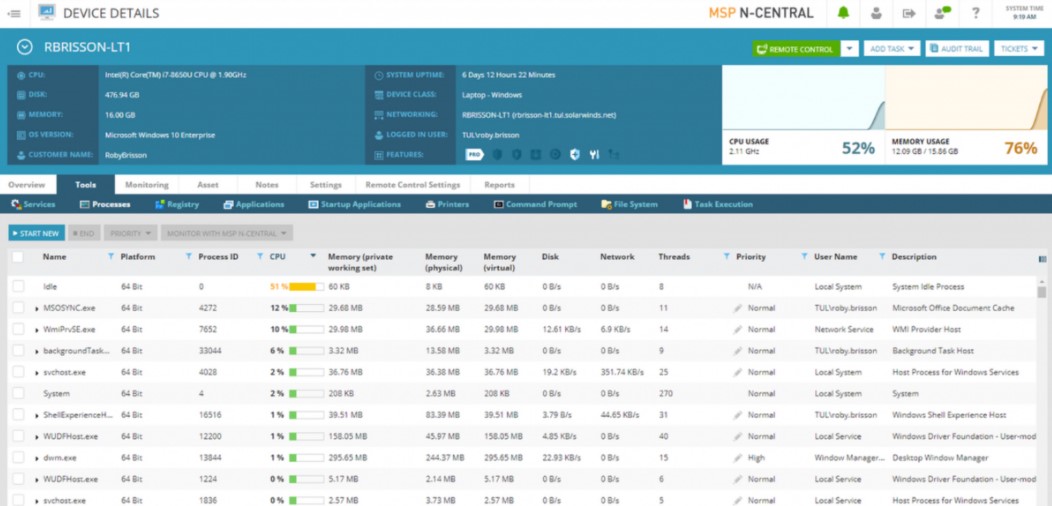 DEVICE DETAILS
MSP N-CENTRAL
?
SYSTEM TIME
9:19 AM
RBRISSON-LT1
REMOTE CONTROL
ADD TASK
AUDIT TRAIL
TICKETS
CPU: Intel(R) Core(TM) i7-8650U CPU @ 1.90GHz
DISK: 476.94 GB
MEMORY: 16.00 GB
OS VERSION: Microsoft Windows 10 Enterprise
CUSTOMER NAME: RobyBrisson
SYSTEM UPTIME: 6 Days 12 Hours 22 Minutes
DEVICE CLASS: Laptop - Windows
NETWORKING: RBRISSON-LT1 (rbrisson-lt1.tul.solarwinds.net)
LOGGED IN USER: TUL\roby.brisson
FEATURES: PRO
CPU USAGE
2.11 GHz
52%
MEMORY USAGE
12.09 GB / 15.86 GB
76%
Overview Tools Monitoring Asset Notes Settings Remote Control Settings Reports
Services Processes Registry Applications Startup Applications Printers Command Prompt File System Task Execution
START NEW END PRIORITY MONITOR WITH MSP N-CENTRAL
Name Platform Process ID CPU Memory (private working set) Memory (physical) Memory (virtual) Disk Network Threads Priority User Name Description
Idle 64 Bit 0 51 % 60 KB 8 KB 60 KB 0 B/s 0 B/s 8 N/A Local System System Idle Process
MSOSYNC.exe 64 Bit 4272 12 % 29.68 MB 28.59 MB 29.68 MB 0 B/s 0 B/s 11 Normal TUL\roby.brisson Microsoft Office Document Cache
WmiPrvSE.exe 64 Bit 7652 10 % 29.98 MB 36.66 MB 29.98 MB 12.61 KB/s 6.9 KB/s 14 Normal Network Service WMI Provider Host
backgroundTask... 64 Bit 33044 6 % 3.32 MB 13.58 MB 3.32 MB 0 B/s 0 B/s 9 Normal TUL\roby.brisson Background Task Host
svchost.exe 64 Bit 4028 2 % 36.76 MB 36.38 MB 36.76 MB 19.2 KB/s 351.74 KB/s 25 Normal Local System Host Process for Windows Services
System 64 Bit 4 2 % 208 KB 2.63 MB 208 KB 0 B/s 0 B/s 270 Local System System
ShellExperienceH... 64 Bit 16516 1 % 39.51 MB 83.39 MB 39.51 MB 3.79 B/s 44.65 KB/s 31 Normal TUL\roby.brisson Windows Shell Experience Host
WUDFHost.exe 64 Bit 12200 1 % 158.05 MB 45.97 MB 158.05 MB 4.85 KB/s 0 B/s 40 Normal Local Service Windows Driver Foundation - User-mod
dwm.exe 64 Bit 13844 1 % 295.65 MB 244.37 MB 295.65 MB 22.93 KB/s 0 B/s 15 High Window Manager... Desktop Window Manager
WUDFHost.exe 64 Bit 1224 0 % 5.17 MB 2.14 MB 5.17 MB 0 B/s 0 B/s 6 Normal Local Service Windows Driver Foundation - User-mod
svchost.exe 64 Bit 1836 0 % 2.57 MB 3.73 MB 2.57 MB 0 B/s 0 B/s 5 Normal Local Service Host Process for Windows Services